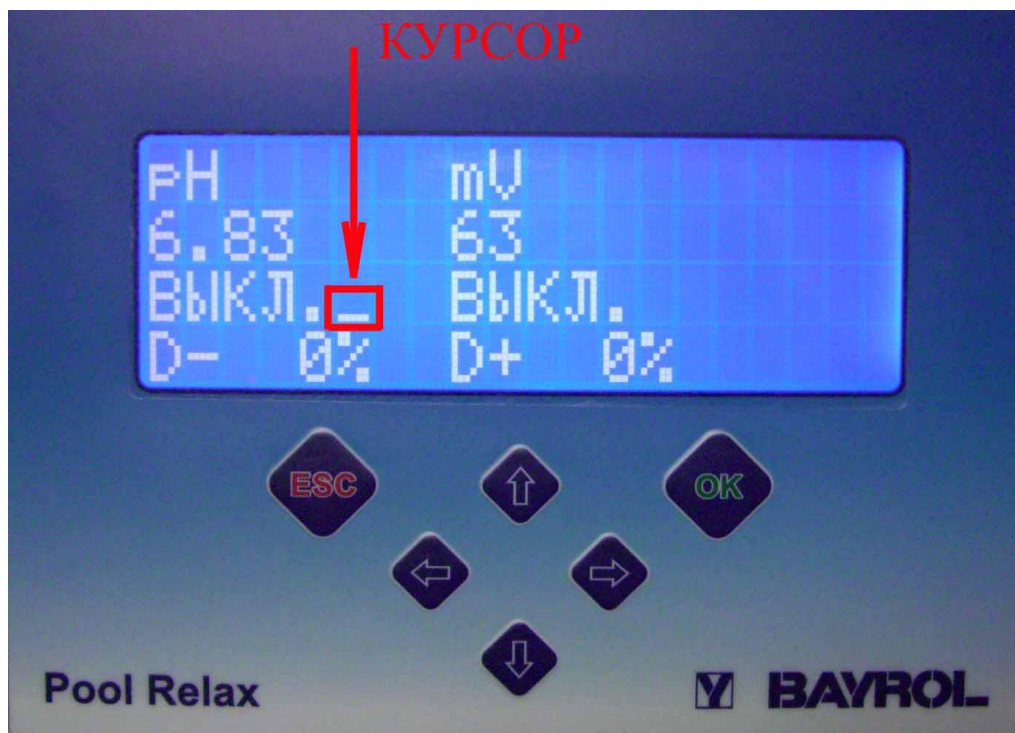 КУРСОР
pH mV
6.83 63
ВЫКЛ._ ВЫКЛ.
D- 0% D+ 0%
ESC OK
Pool Relax BAYROL